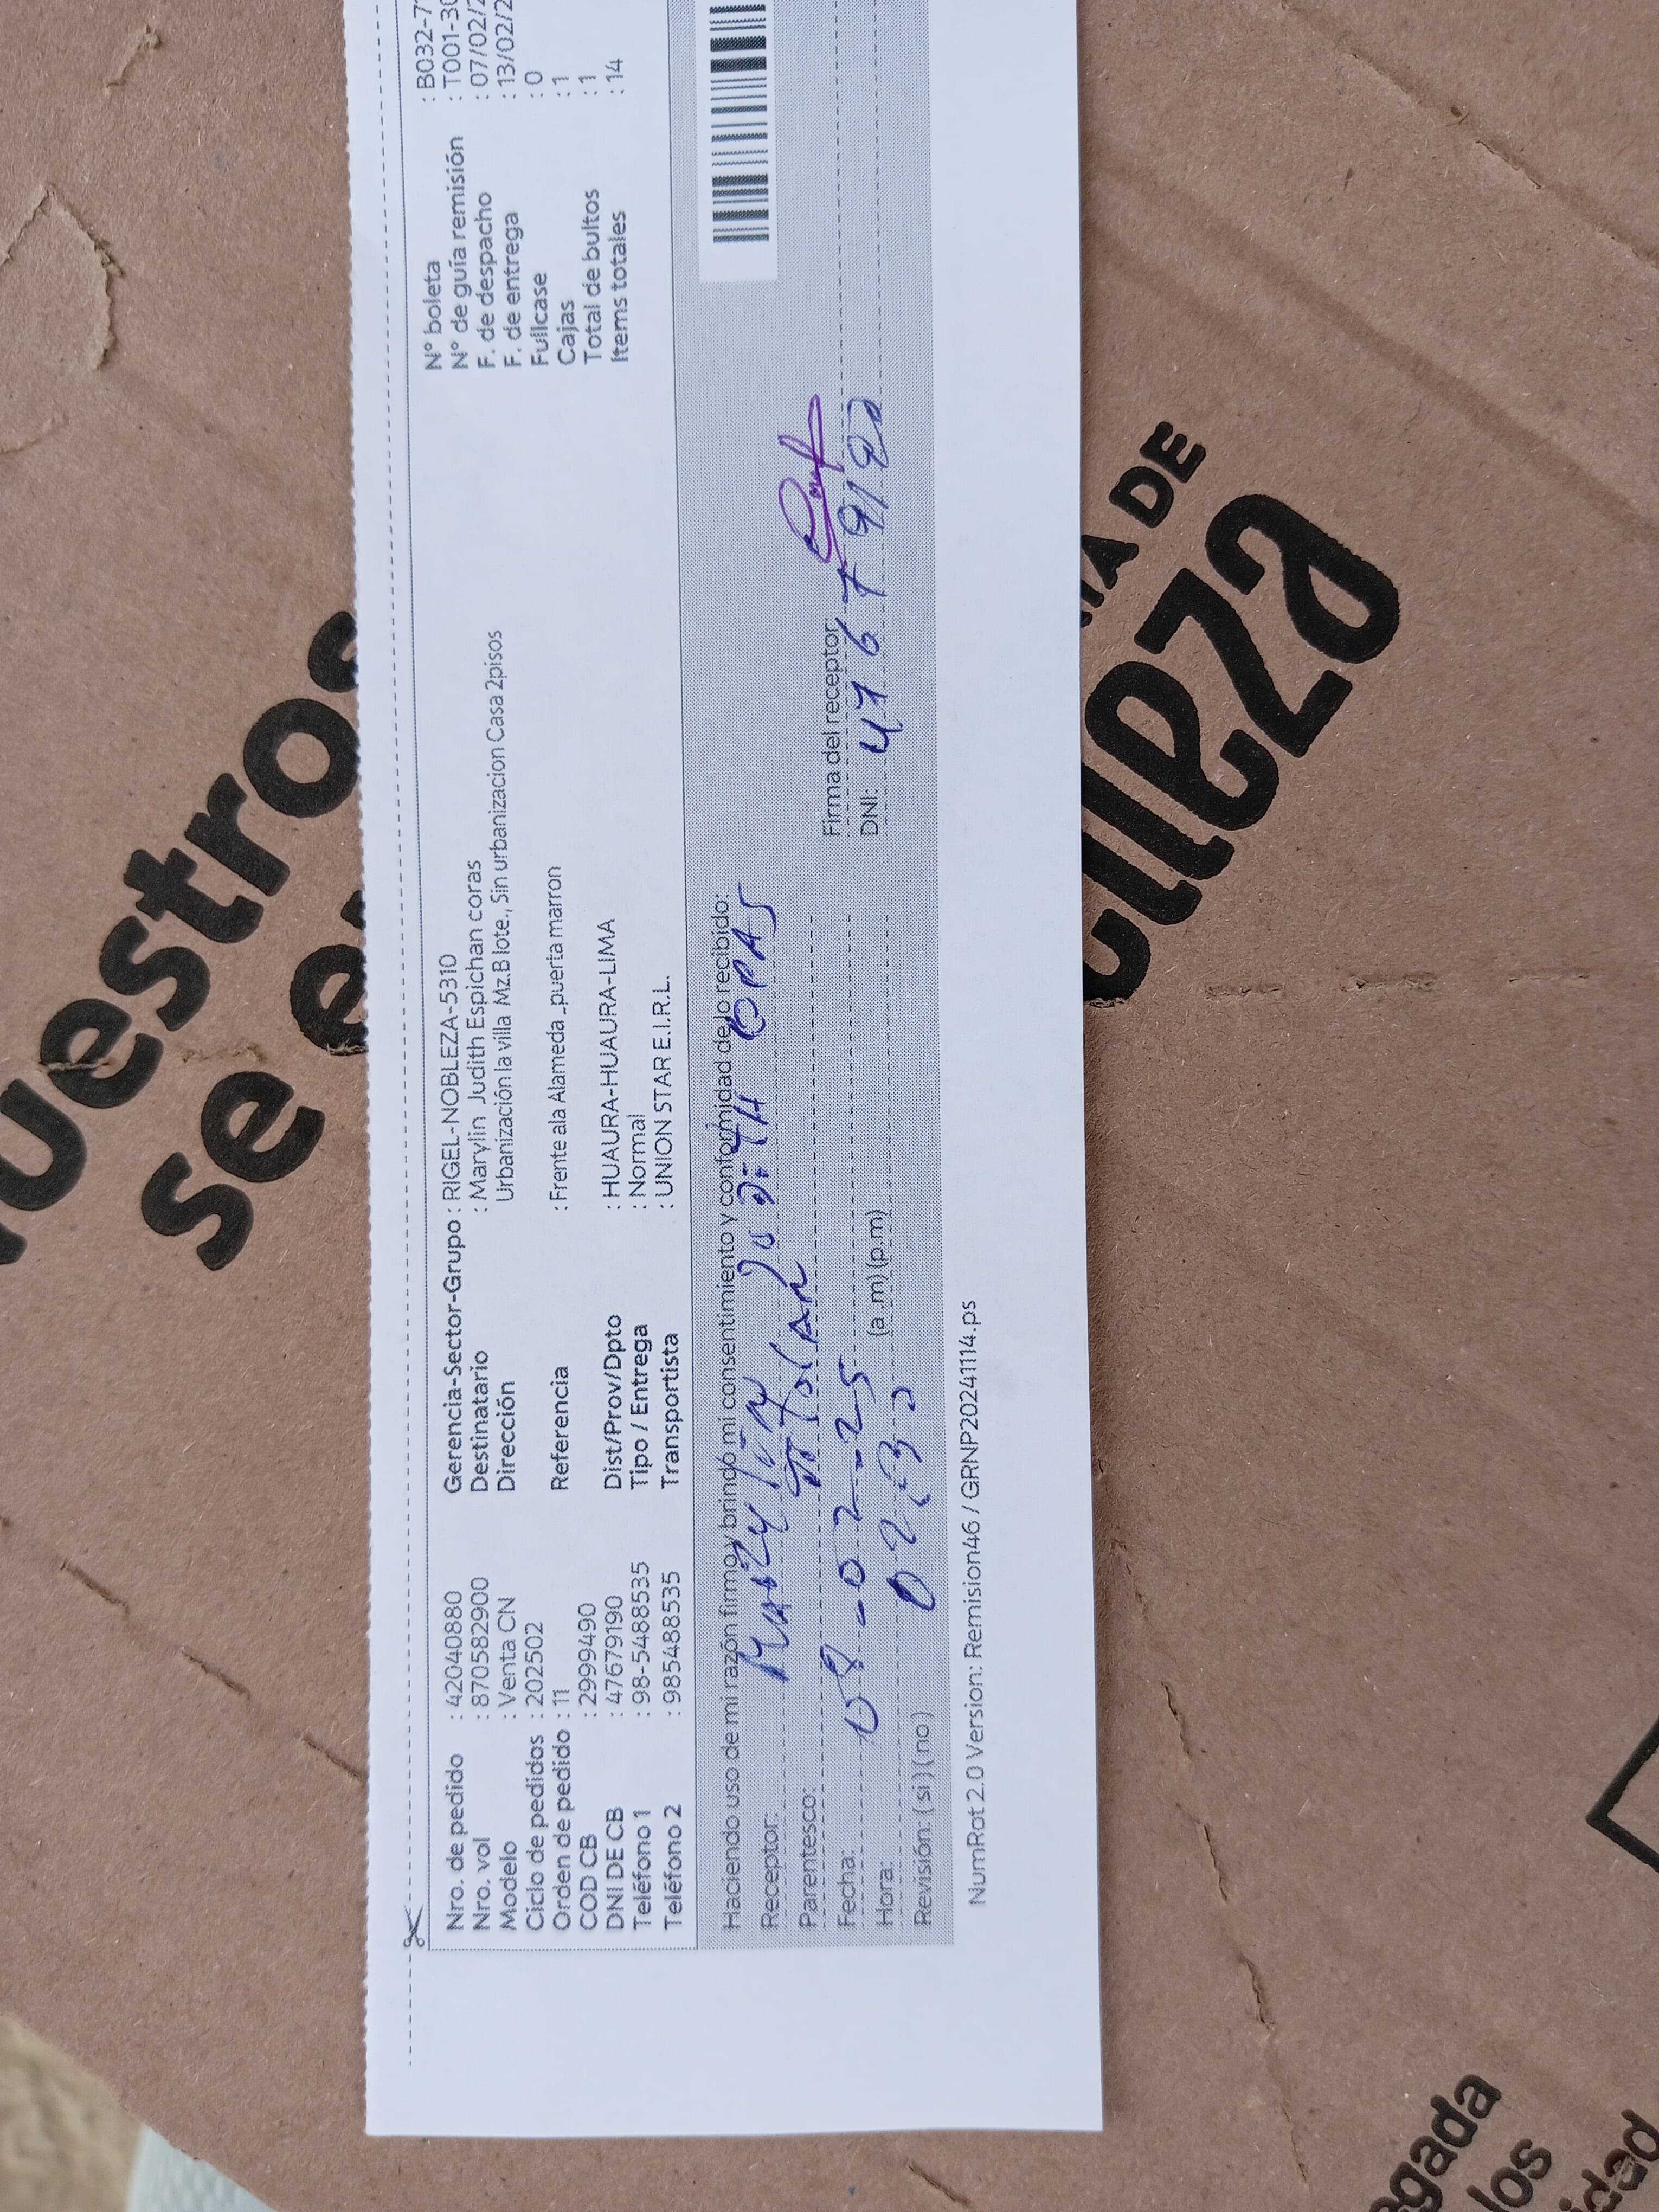 Nro. de pedido : 42040880
Nro. vol : 870582900
Modelo : Venta CN
Ciclo de pedidos : 202502
Orden de pedido : 11
COD CB : 2999490
DNI DE CB : 47679190
Teléfono 1 : 98-5488535
Teléfono 2 : 985488535
Gerencia-Sector-Grupo : RIGEL-NOBLEZA-5310
Destinatario : Marylin Judith Espichan coras
Dirección Urbanización la villa Mz.B lote., Sin urbanizacion Casa 2pisos
Referencia : Frente ala Alameda _puerta marron
Dist/Prov/Dpto : HUAURA-HUAURA-LIMA
Tipo / Entrega : Normal
Transportista : UNION STAR E.I.R.L.
N° boleta : B032-7
N° de guía remisión : T001-30
F. de despacho : 07/02/2
F. de entrega : 13/02/2
Fullcase : 0
Cajas : 1
Total de bultos : 1
Items totales : 14
Haciendo uso de mi razón firmo y brindo mi consentimiento y conformidad de lo recibido:
Receptor:
Parentesco:
Fecha: 08-02-25
Hora: 02:30 (a .m) (p.m)
Revisión: ( si ) ( no )
Firma del receptor:
DNI:
NumRot 2.0 Version: Remision46 / GRNP20241114.ps
uestros
se
DE
lleza
egada
los
idad